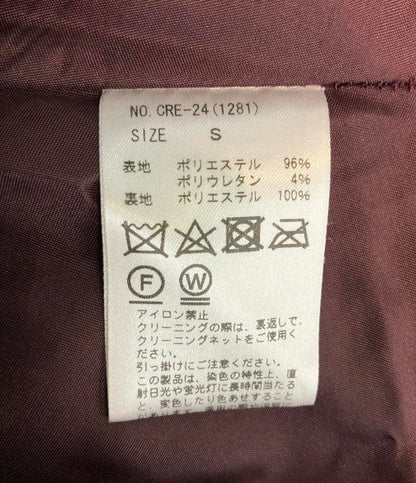 NO. CRE-24(1281)
SIZE S
表地 ポリエステル 96%
ポリウレタン 4%
裏地 ポリエステル 100%
F W
アイロン禁止
クリーニングの際は、裏返して
クリーニングネットをご使用く
ださい。
引っ掛けにご注意ください。
この製品は、染色の特性上、直
射日光や蛍光灯に長時間当たる
と、変色したり色あせすること
があります。